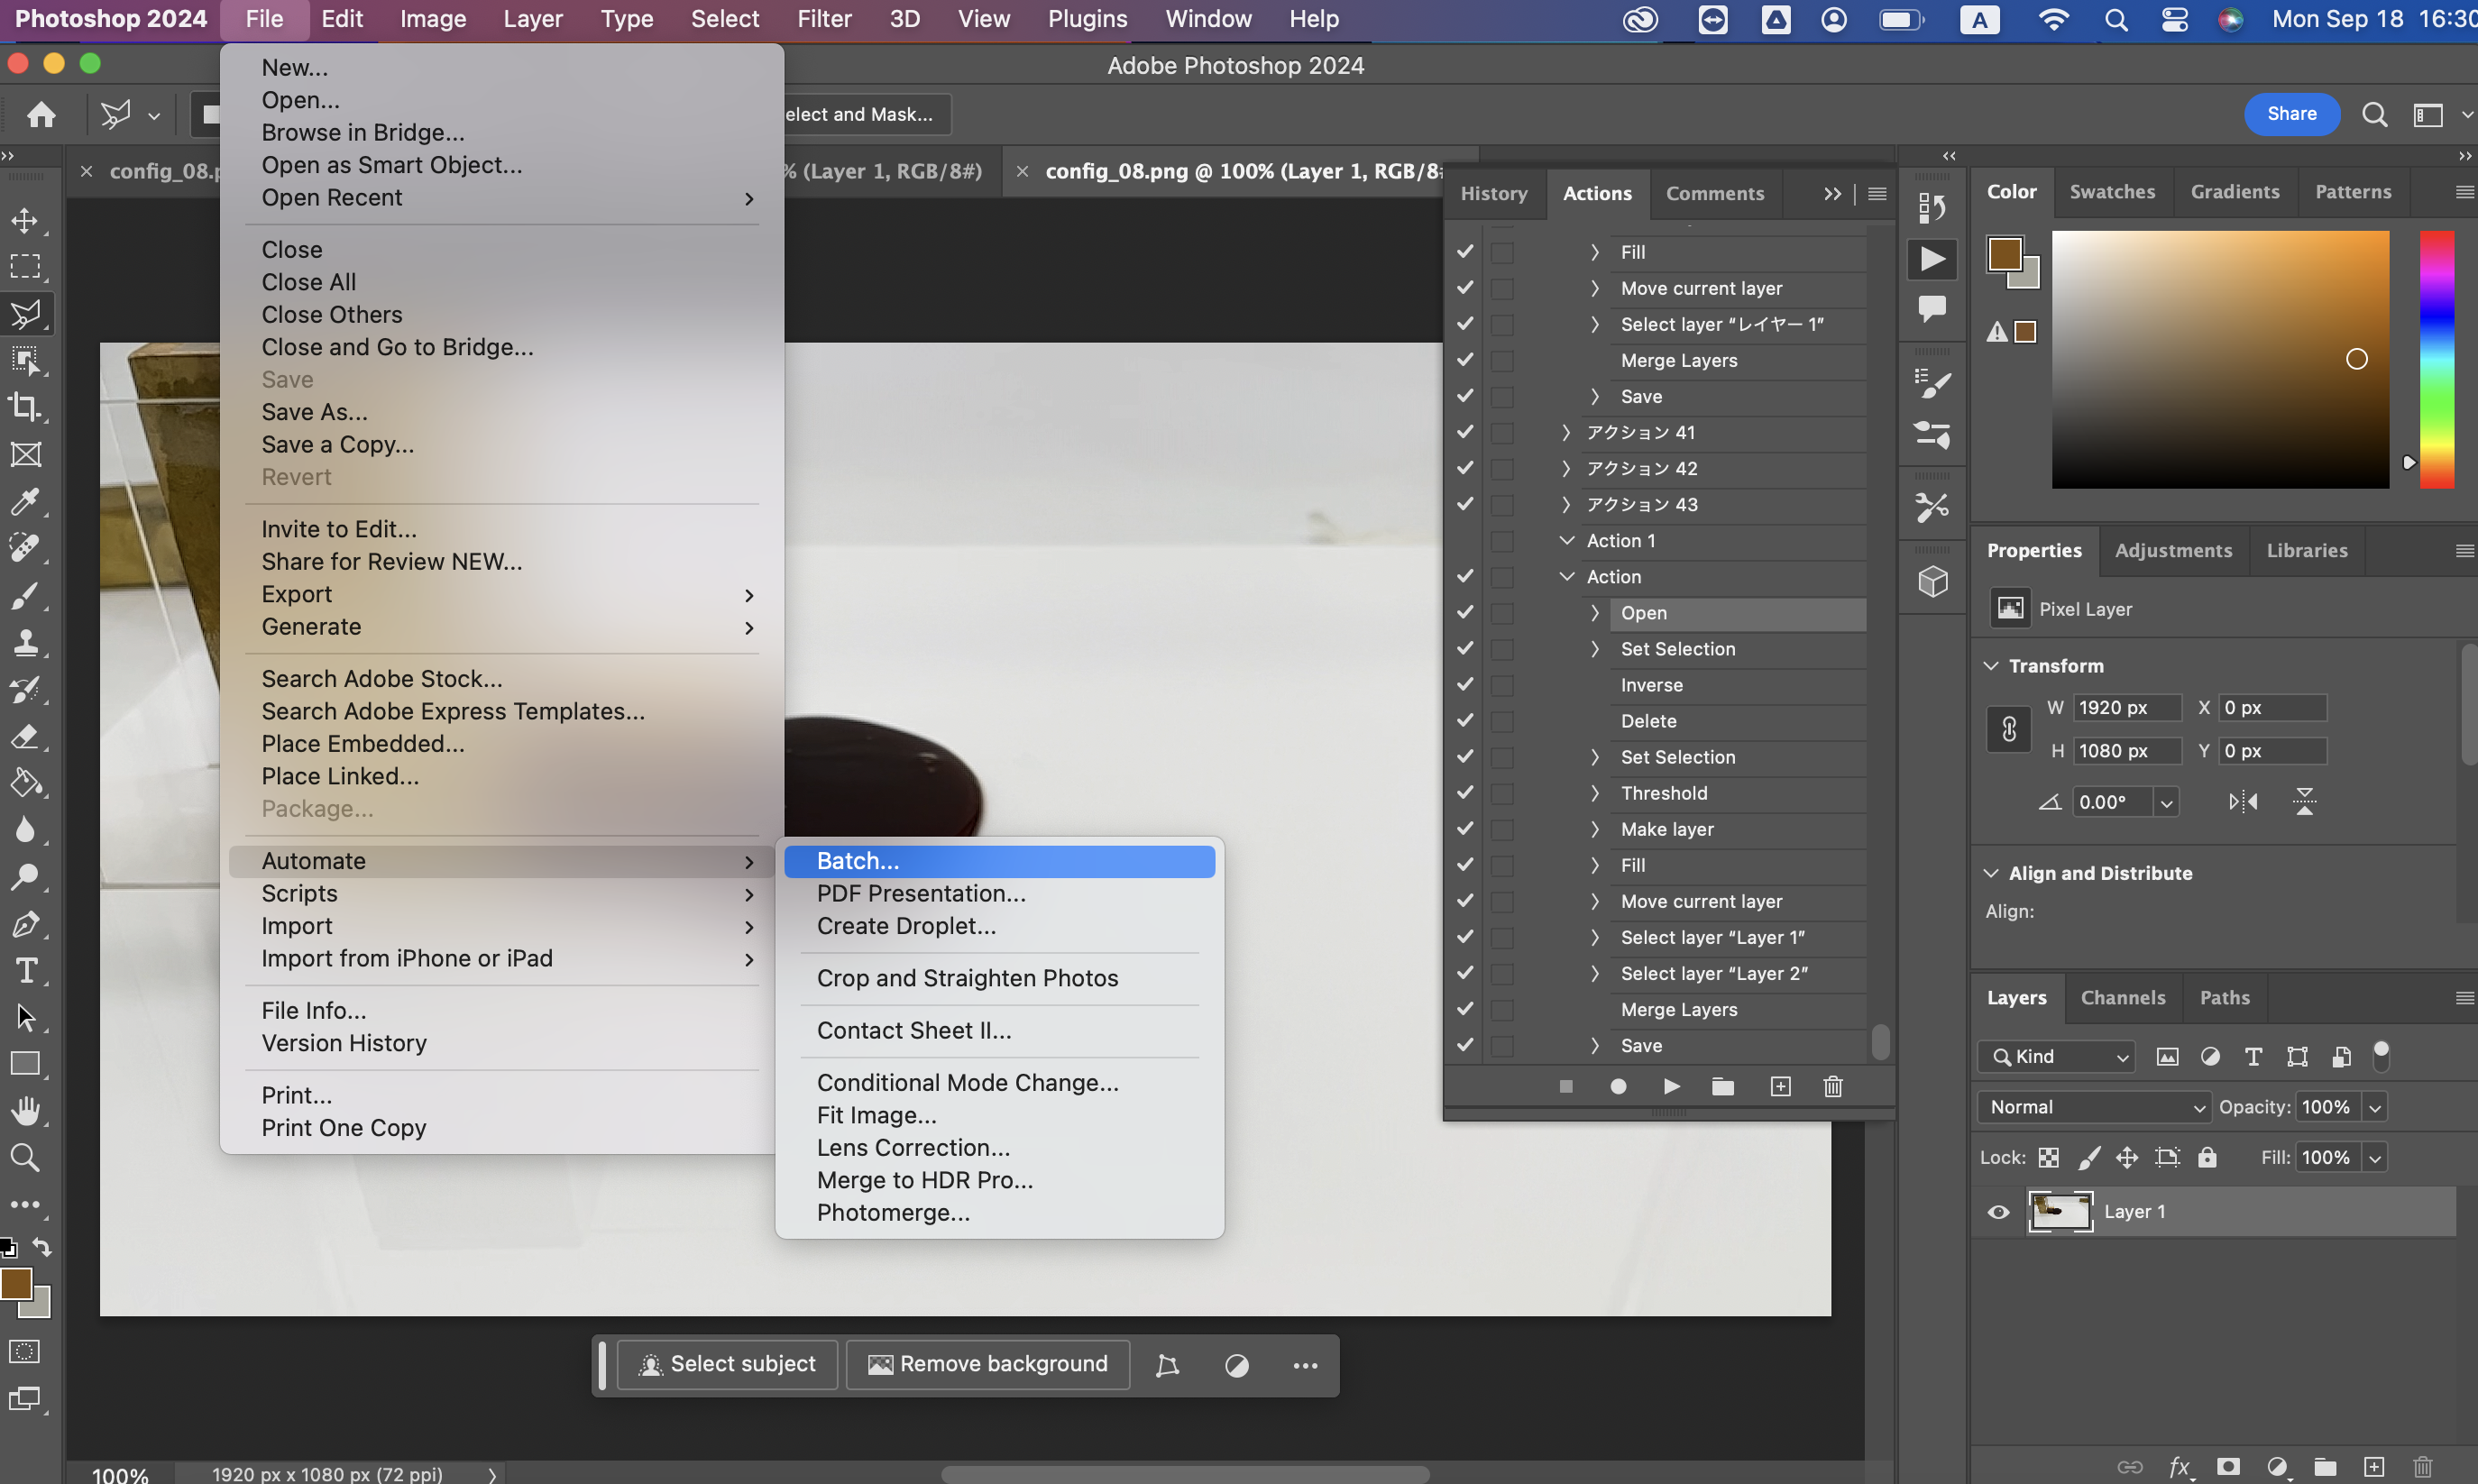 Photoshop 2024 File Edit Image Layer Type Select Filter 3D View Plugins Window Help A Mon Sep 18 16:30
Adobe Photoshop 2024
elect and Mask...
Share
config_08.p
% (Layer 1, RGB/8#)
config_08.png @ 100% (Layer 1, RGB/8#
New...
Open...
Browse in Bridge...
Open as Smart Object...
Open Recent
Close
Close All
Close Others
Close and Go to Bridge...
Save
Save As...
Save a Copy...
Revert
Invite to Edit...
Share for Review NEW...
Export
Generate
Search Adobe Stock...
Search Adobe Express Templates...
Place Embedded...
Place Linked...
Package...
Automate
Scripts
Import
Import from iPhone or iPad
File Info...
Version History
Print...
Print One Copy
Batch...
PDF Presentation...
Create Droplet...
Crop and Straighten Photos
Contact Sheet II...
Conditional Mode Change...
Fit Image...
Lens Correction...
Merge to HDR Pro...
Photomerge...
History Actions Comments
Fill
Move current layer
Select layer “レイヤー 1”
Merge Layers
Save
アクション 41
アクション 42
アクション 43
Action 1
Action
Open
Set Selection
Inverse
Delete
Set Selection
Threshold
Make layer
Fill
Move current layer
Select layer “Layer 1”
Select layer “Layer 2”
Merge Layers
Save
Color Swatches Gradients Patterns
Properties Adjustments Libraries
Pixel Layer
Transform
W 1920 px X 0 px
H 1080 px Y 0 px
0.00°
Align and Distribute
Align:
Layers Channels Paths
Kind
Normal Opacity: 100%
Lock: Fill: 100%
Layer 1
fx
Select subject Remove background
100% 1920 px x 1080 px (72 ppi)